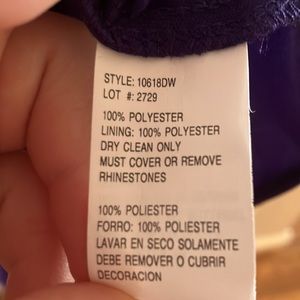 STYLE: 10618DW
LOT #: 2729
100% POLYESTER
LINING: 100% POLYESTER
DRY CLEAN ONLY
MUST COVER OR REMOVE
RHINESTONES
100% POLIESTER
FORRO: 100% POLIESTER
LAVAR EN SECO SOLAMENTE
DEBE REMOVER O CUBRIR
DECORACION